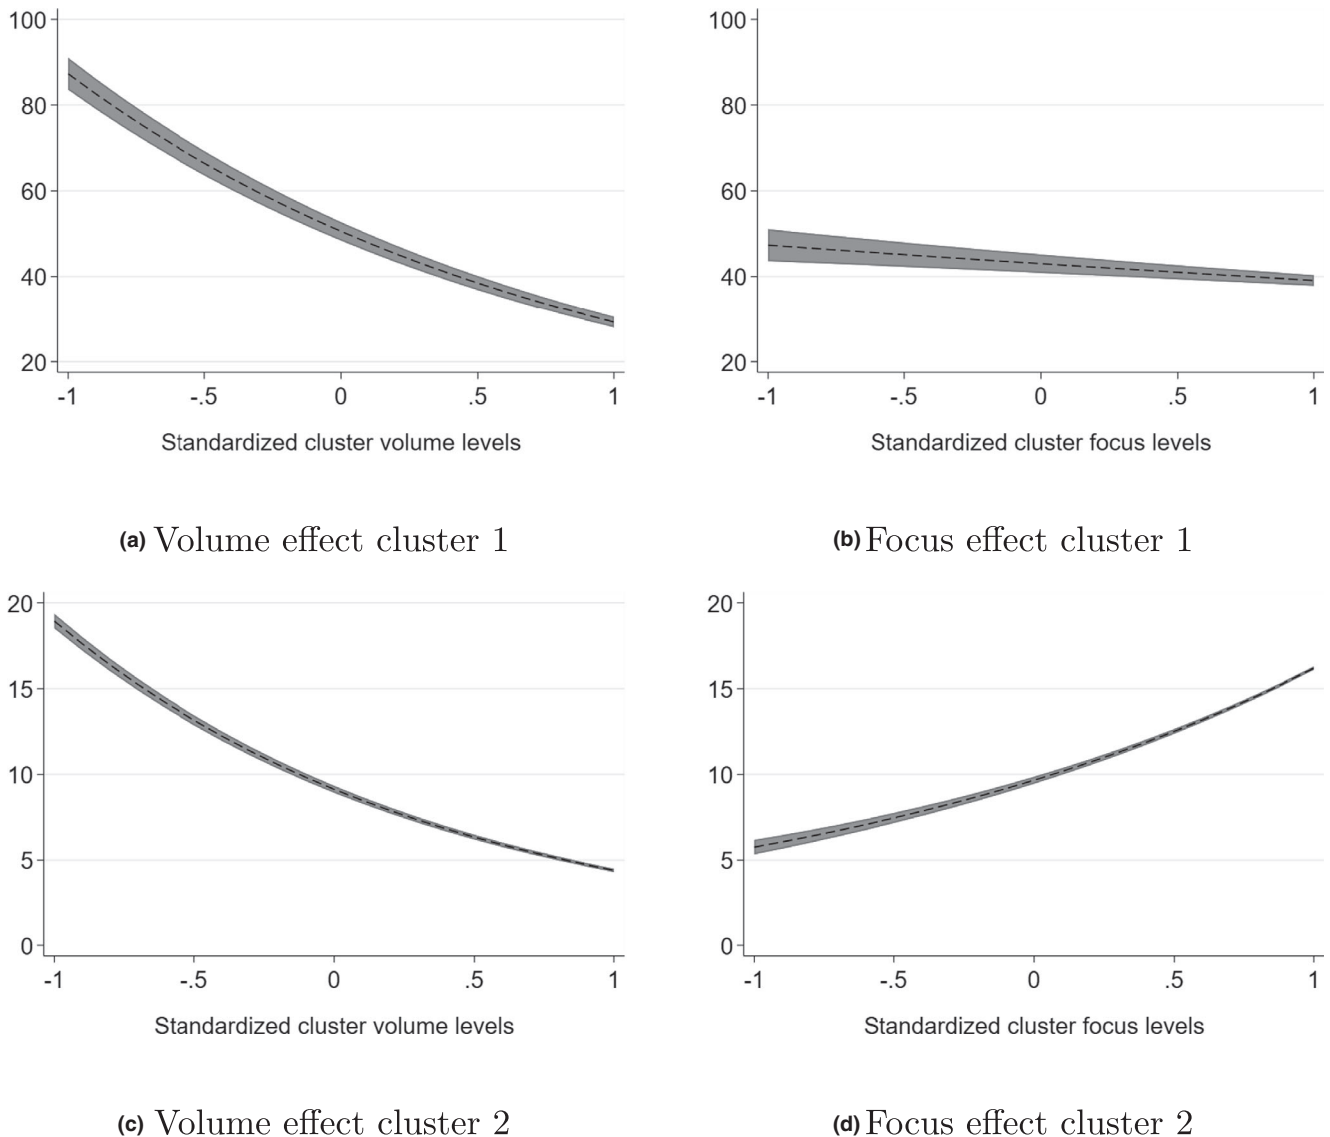 100
80
60
40
20
-1 -.5 0 .5 1
Standardized cluster volume levels
(a) Volume effect cluster 1
100
80
60
40
20
-1 -.5 0 .5 1
Standardized cluster focus levels
(b) Focus effect cluster 1
20
15
10
5
0
-1 -.5 0 .5 1
Standardized cluster volume levels
(c) Volume effect cluster 2
20
15
10
5
0
-1 -.5 0 .5 1
Standardized cluster focus levels
(d) Focus effect cluster 2